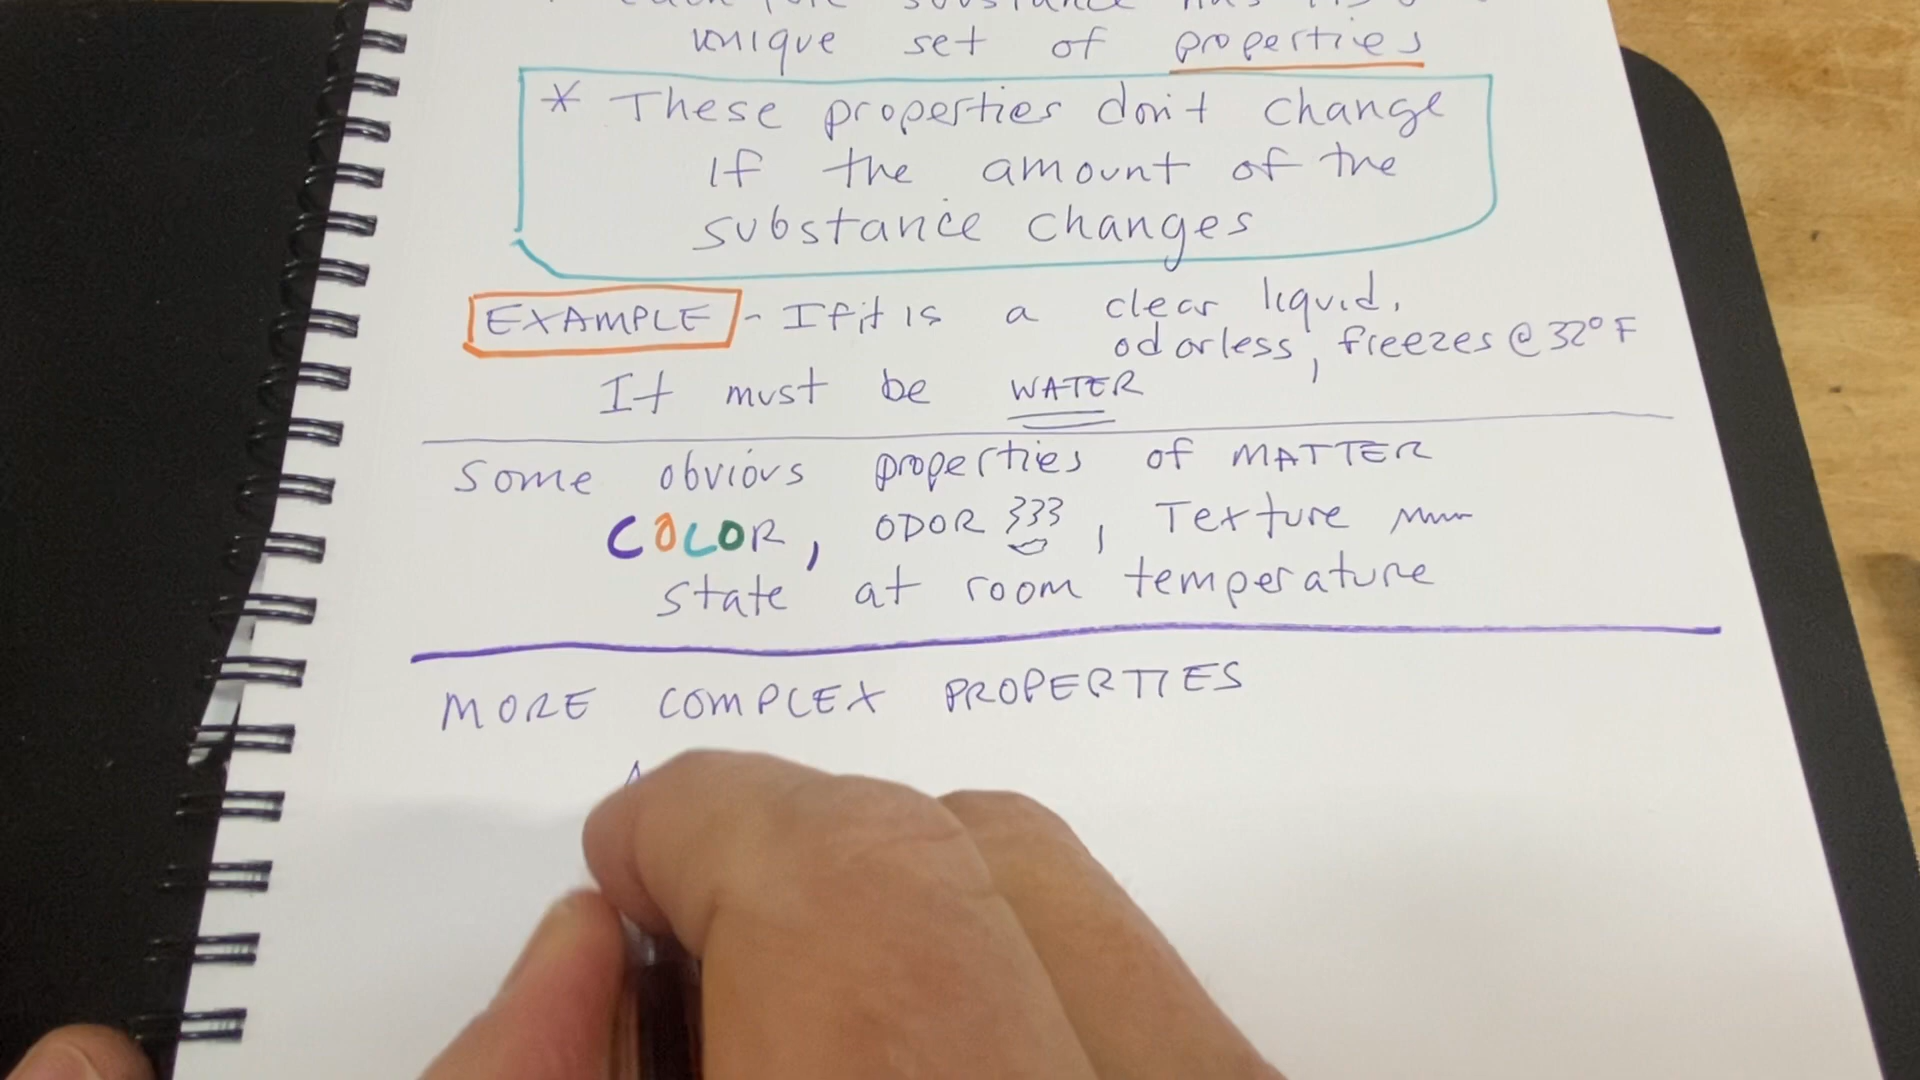 substance has
unique set of properties
* These properties don't change
If the amount of the
substance changes
EXAMPLE - If it is a clear liquid,
odorless, freezes @ 32° F
It must be WATER
Some obvious properties of MATTER
COLOR, ODOR, Texture
state at room temperature
MORE COMPLEX PROPERTIES